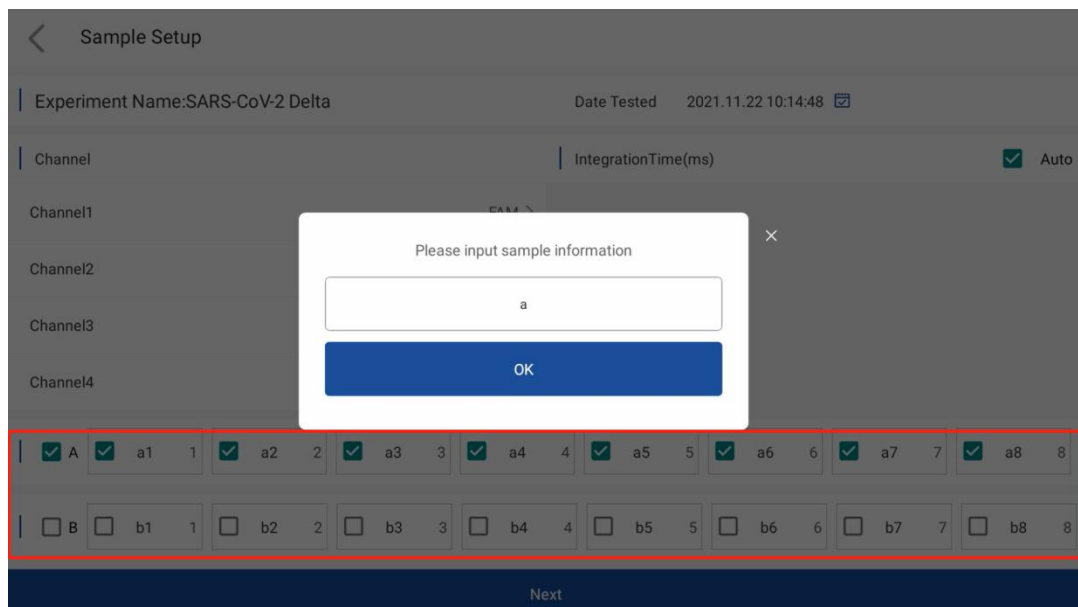 Sample Setup
Experiment Name:SARS-CoV-2 Delta
Date Tested 2021.11.22 10:14:48
Channel
IntegrationTime(ms)
Auto
Channel1
FAM >
Please input sample information
×
Channel2
a
Channel3
OK
Channel4
A a1 1 a2 2 a3 3 a4 4 a5 5 a6 6 a7 7 a8 8
B b1 1 b2 2 b3 3 b4 4 b5 5 b6 6 b7 7 b8 8
Next